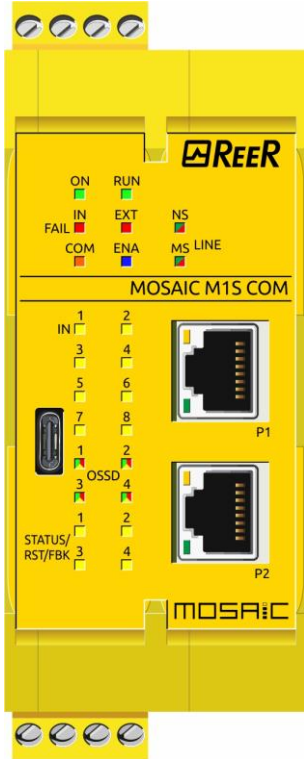 REER
ON RUN
IN EXT NS
FAIL
COM ENA MS LINE
MOSAIC M1S COM
1 2
IN
3 4
5 6
7 8
P1
1 2
OSSD
3 4
1 2
STATUS/
RST/FBK 3 4
P2
MOSAIC